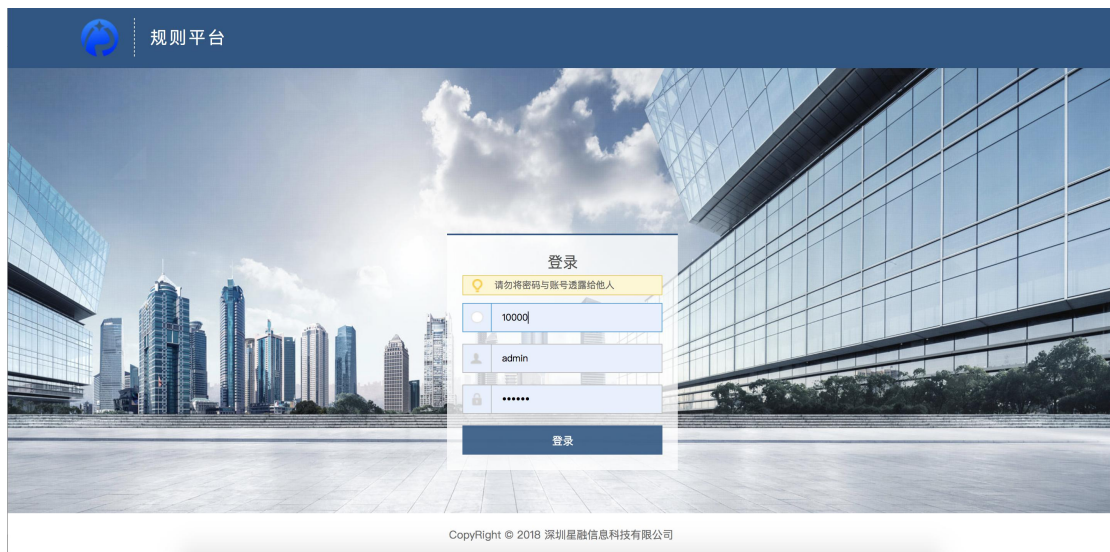 规则平台
登录
请勿将密码与账号透露给他人
10000
admin
••••••
登录
CopyRight © 2018 深圳星融信息科技有限公司